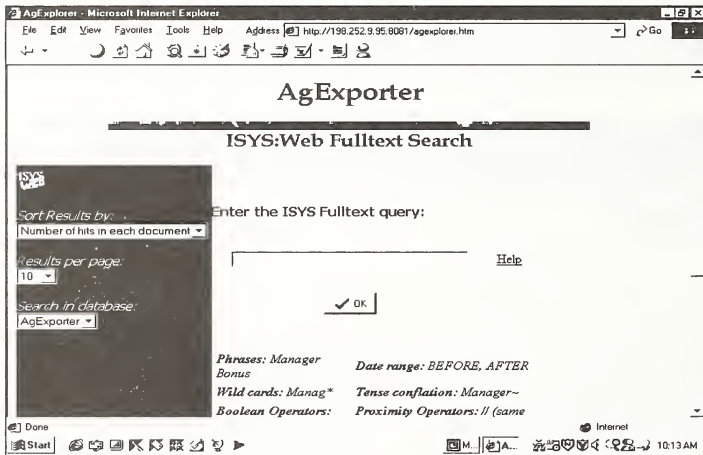 AgExplorer - Microsoft Internet Explorer
File Edit View Favorites Tools Help Address http://198.252.9.95:8081/agexplorer.htm Go
AgExporter
ISYS:Web Fulltext Search
ISYS
WEB
Sort Results by:
Number of hits in each document
Results per page:
10
Search in database:
AgExporter
Enter the ISYS Fulltext query:
Help
OK
Phrases: Manager Bonus
Date range: BEFORE, AFTER
Wild cards: Manag*
Tense conflation: Manager~
Boolean Operators:
Proximity Operators: // (same
Done
Internet
Start
M...
A...
10:13 AM